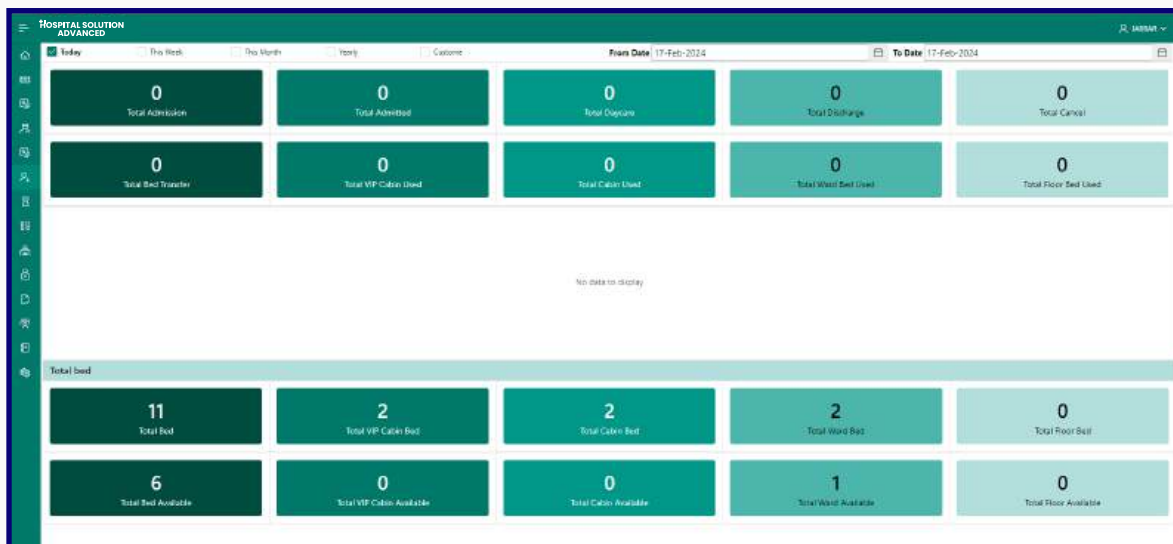 HOSPITAL SOLUTION
ADVANCED
JABBAR
Today This Week This Month Yearly Custome From Date 17-Feb-2024 To Date 17-Feb-2024
0 0 0 0 0
Total Admission Total Admitted Total Daycare Total Discharge Total Cancel
0 0 0 0 0
Total Bed Transfer Total VIP Cabin Used Total Cabin Used Total Word Bed Used Total Floor Bed Used
No data to display
Total bed
11 2 2 2 0
Total Bed Total VIP Cabin Bed Total Cabin Bed Total Word Bed Total Floor Bed
6 0 0 1 0
Total Bed Available Total VIP Cabin Available Total Cabin Available Total Word Available Total Floor Available